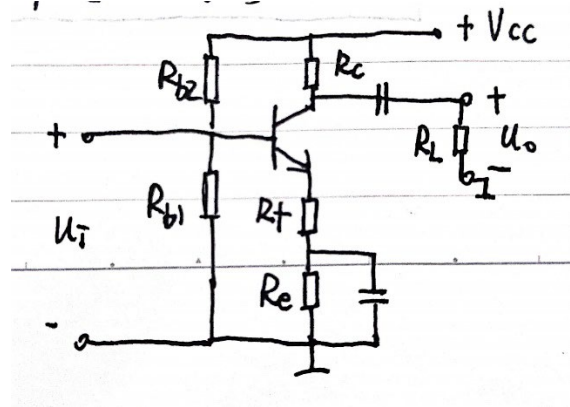 + Vcc
Rb2
Rc
+
+
RL
Uo
-
Rb1
Rf
Ui
Re
-